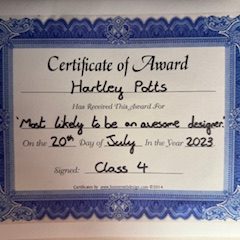 Certificate of Award
Hartley Potts
Has Received This Award For
'Most likely to be an awesome designer.'
On the 20th Day of July In the Year 2023
Signed: Class 4